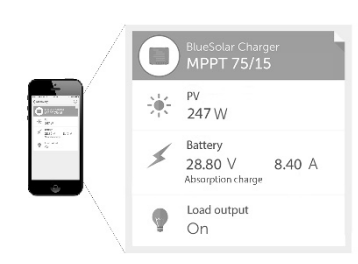 BlueSolar Charger
MPPT 75/15
PV
247 W
Battery
28.80 V 8.40 A
Absorption charge
Load output
On